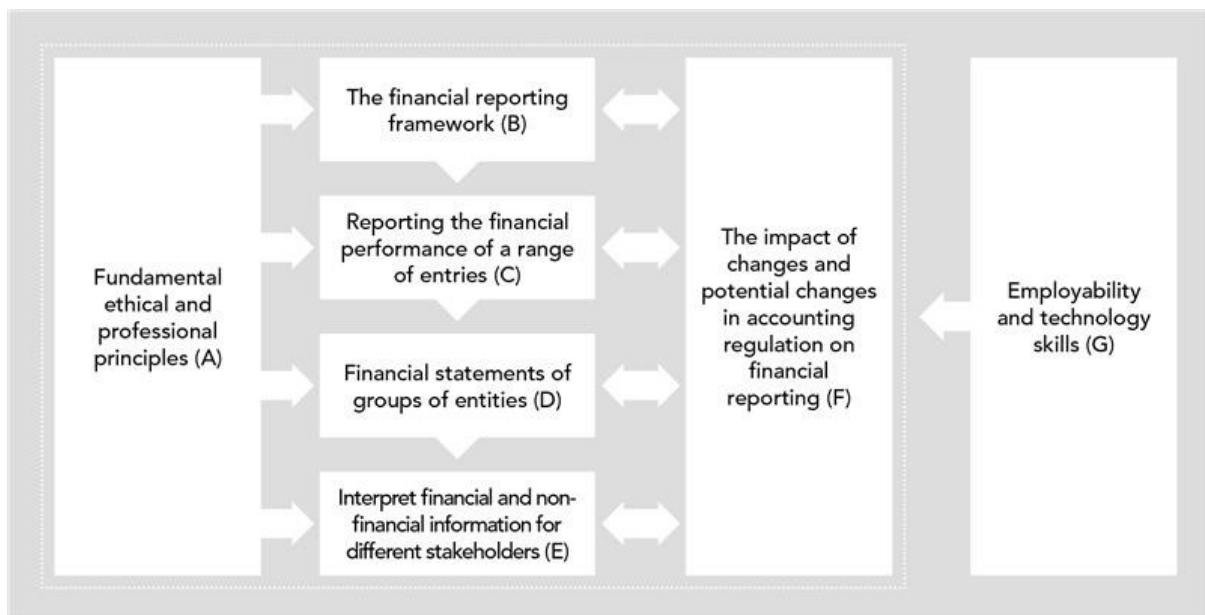 Fundamental
ethical and
professional
principles (A)
The financial reporting
framework (B)
Reporting the financial
performance of a range
of entries (C)
Financial statements of
groups of entities (D)
Interpret financial and non-
financial information for
different stakeholders (E)
The impact of
changes and
potential changes
in accounting
regulation on
financial
reporting (F)
Employability
and technology
skills (G)